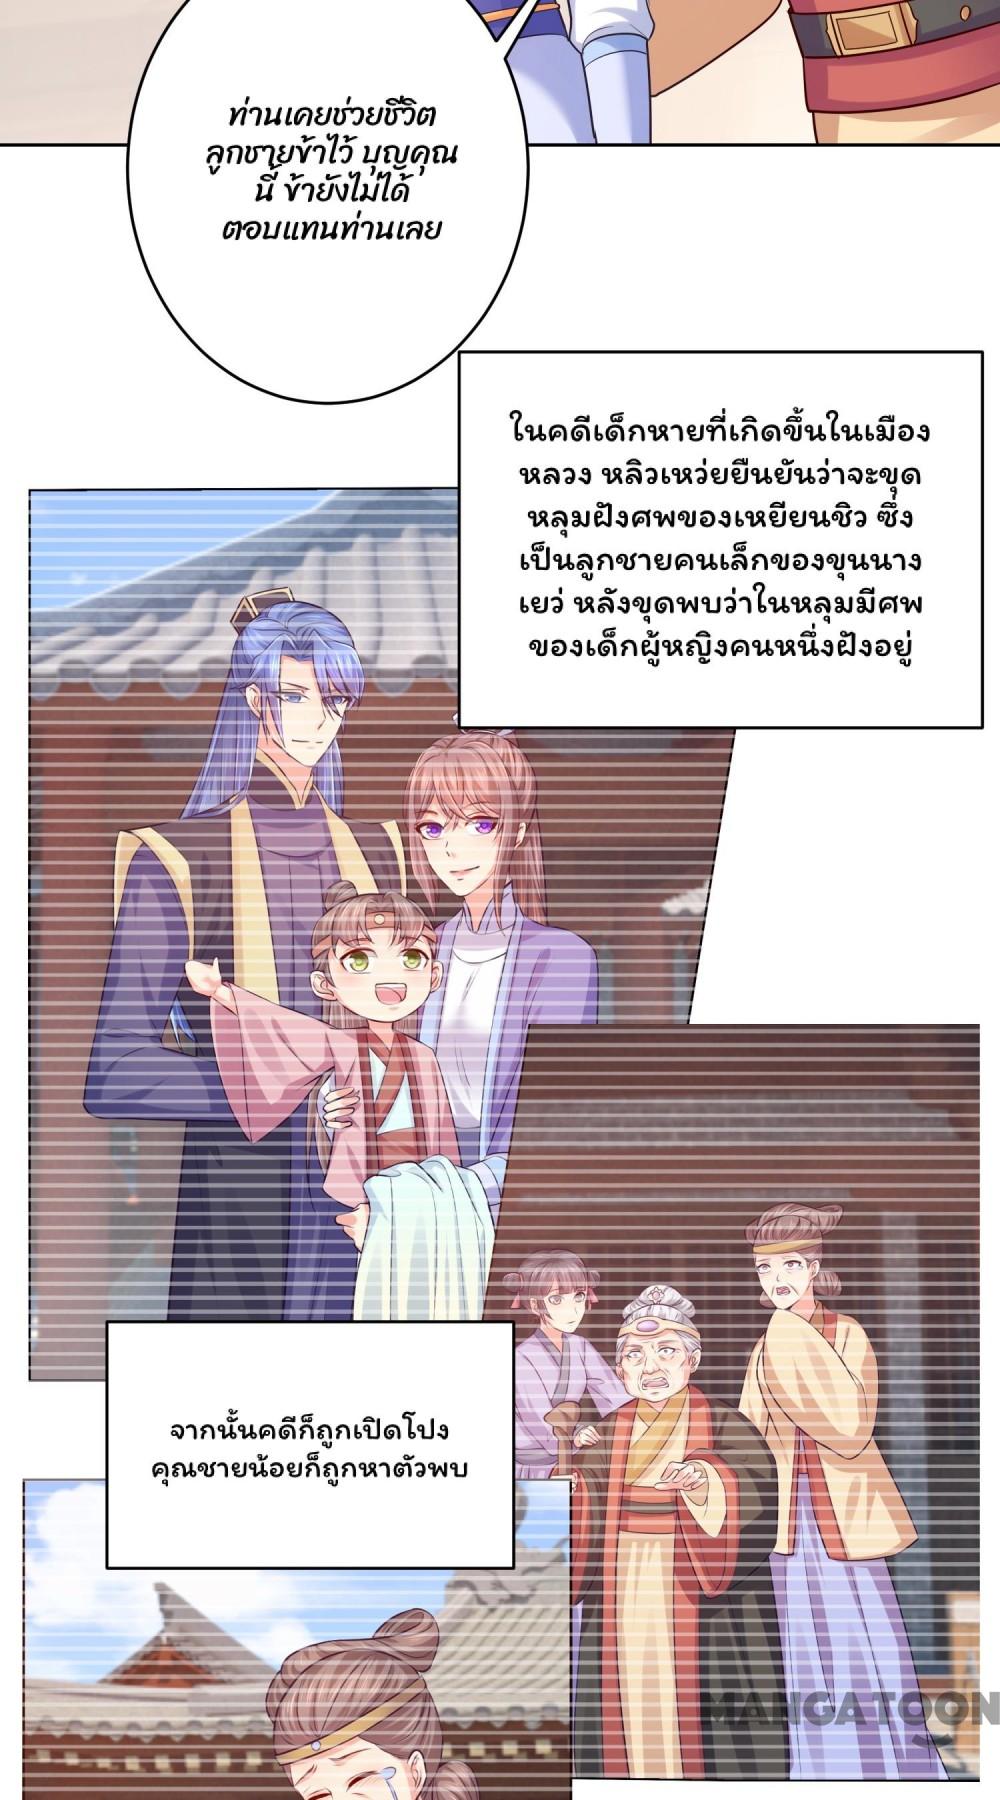 ท่านเคยช่วยชีวิต
ลูกชายข้าไว้ บุญคุณ
นี้ ข้ายังไม่ได้
ตอบแทนท่านเลย
ในคดีเด็กหายที่เกิดขึ้นในเมือง
หลวง หลิวเหว่ยยืนยันว่าจะขุด
หลุมฝังศพของเหยียนชิว ซึ่ง
เป็นลูกชายคนเล็กของขุนนาง
เยว่ หลังขุดพบว่าในหลุมมีศพ
ของเด็กผู้หญิงคนหนึ่งฝังอยู่
จากนั้นคดีก็ถูกเปิดโปง
คุณชายน้อยก็ถูกหาตัวพบ
MANGATOON